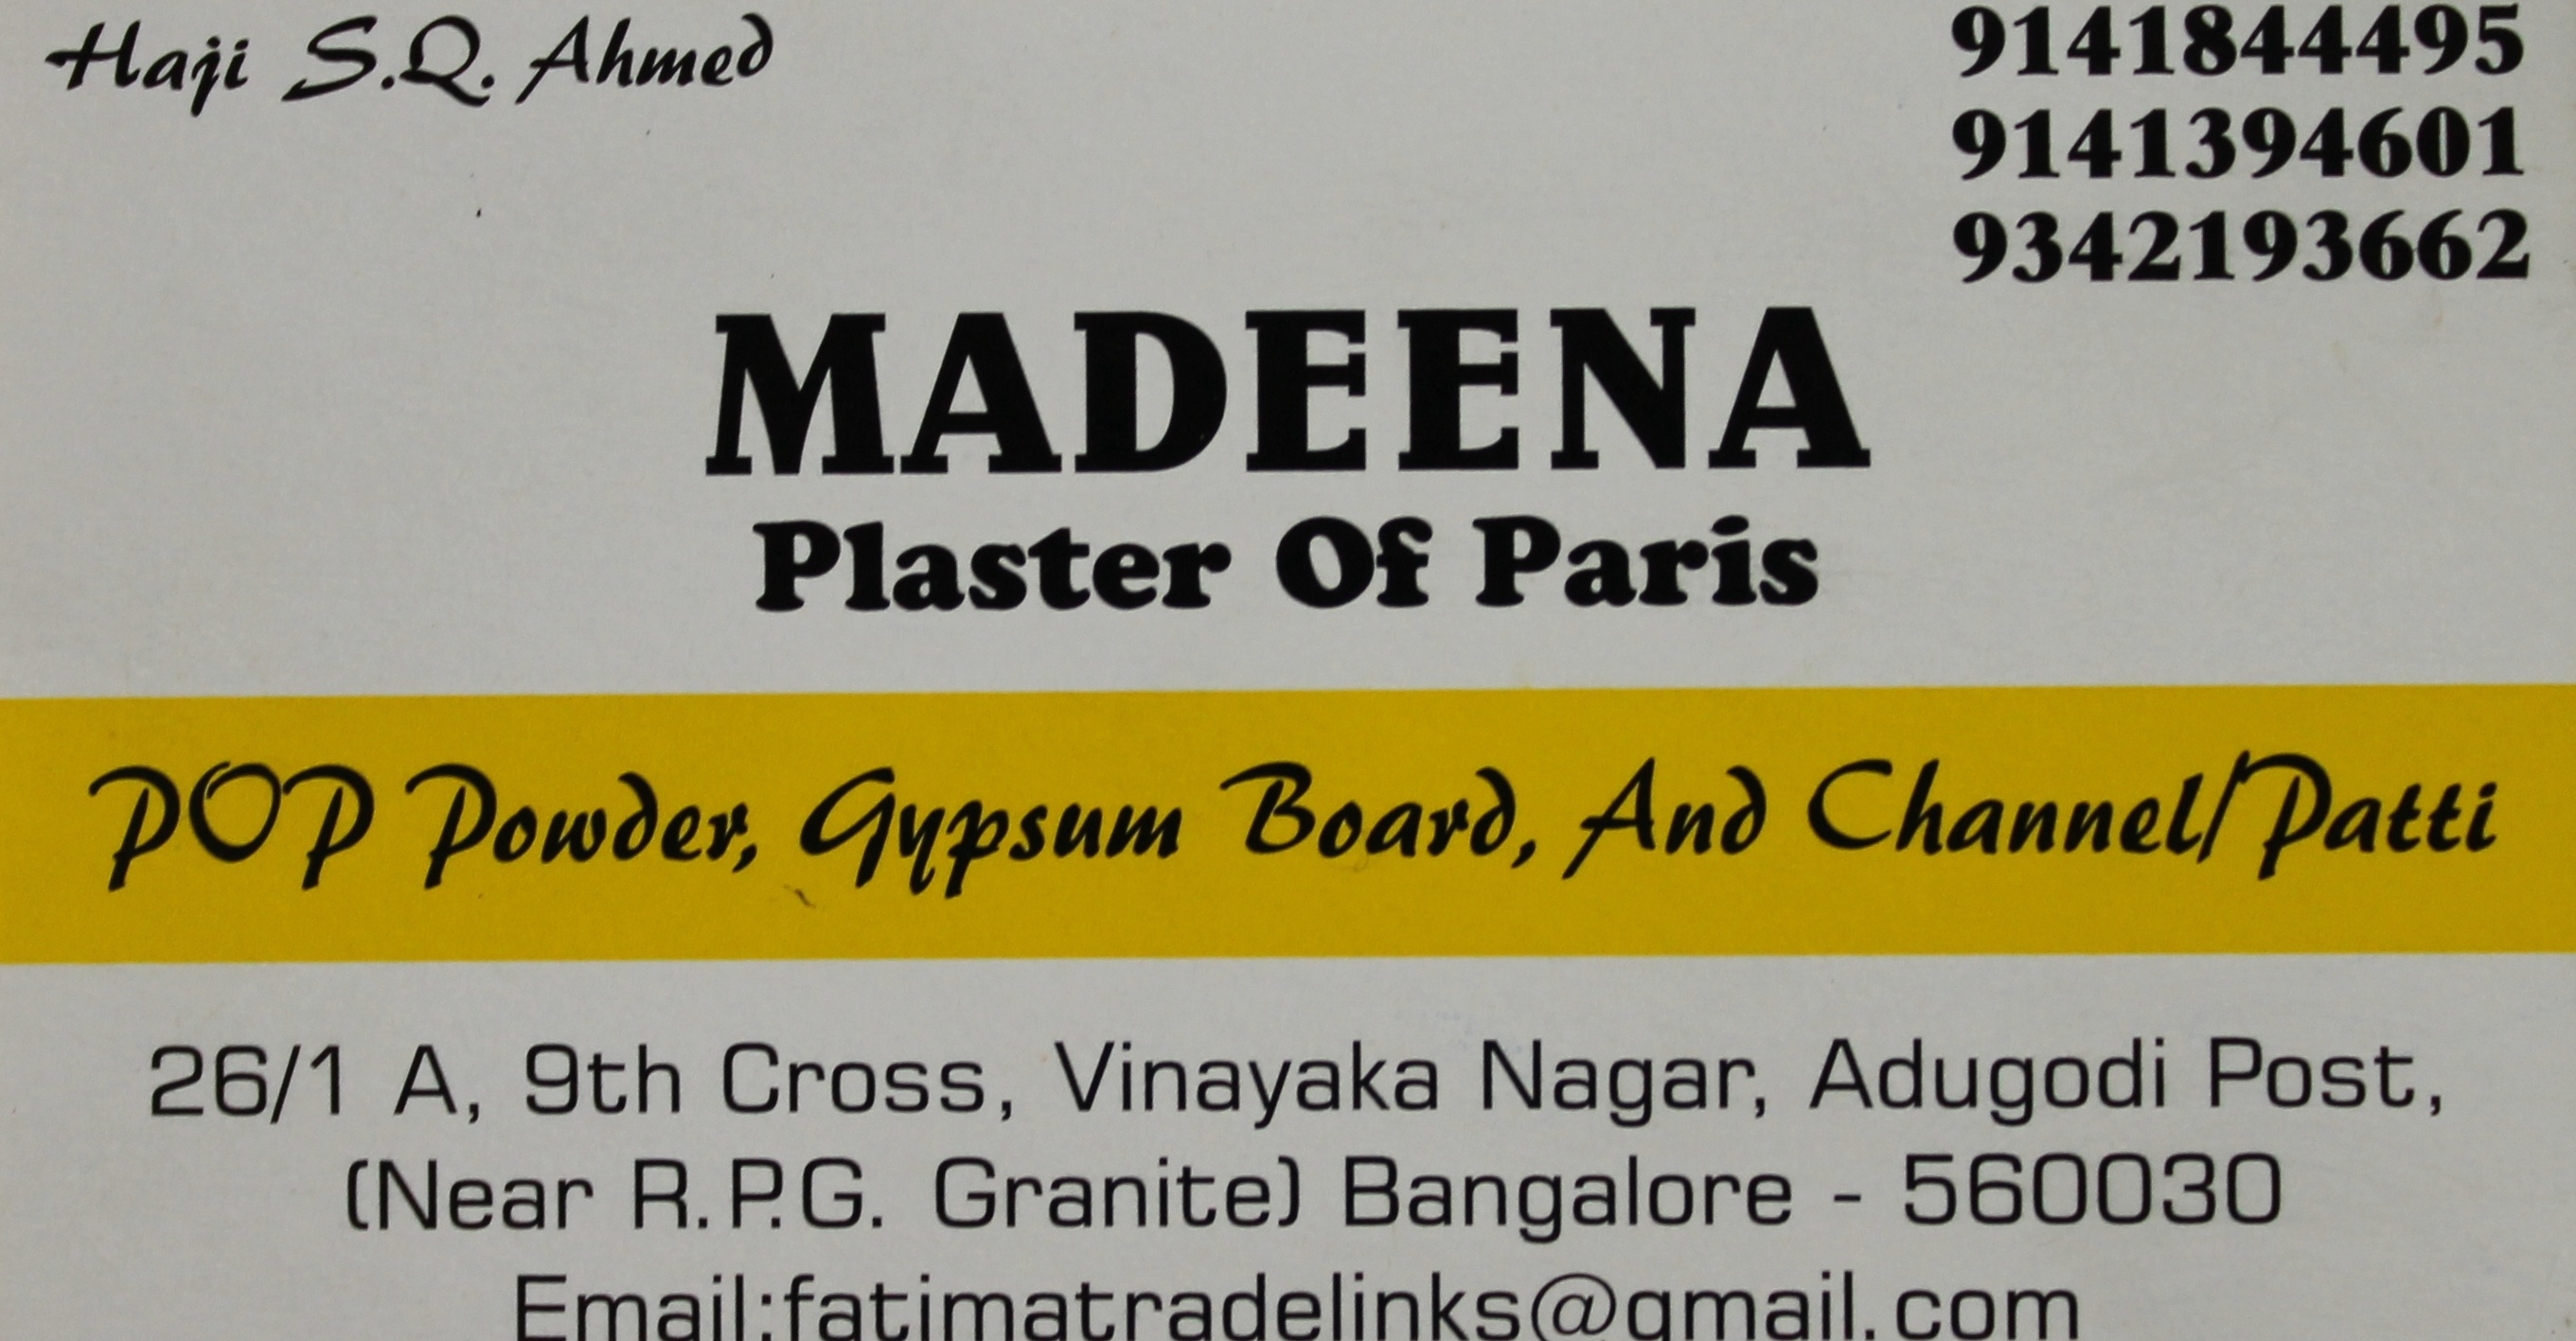 Haji S.Q. Ahmed
9141844495
9141394601
9342193662
MADEENA
Plaster Of Paris
POP Powder, Gypsum Board, And Channel/Patti
26/1 A, 9th Cross, Vinayaka Nagar, Adugodi Post,
(Near R.P.G. Granite) Bangalore - 560030
Email:fatimatradelinks@gmail.com